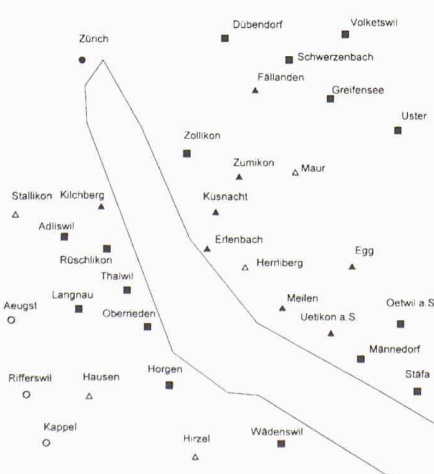 Volketswil
Dübendorf
Zürich
Schwerzenbach
Fällanden
Greifensee
Uster
Zollikon
Zumikon
Maur
Stallikon
Kilchberg
Kusnacht
Adliswil
Erlenbach
Rüschlikon
Egg
Herrliberg
Thalwil
Langnau
Meilen
Aeugst
Oetwil a.S
Oberrieden
Uetikon a.S.
Männedorf
Horgen
Stäfa
Rifferswil
Hausen
Kappel
Hirzel
Wädenswil